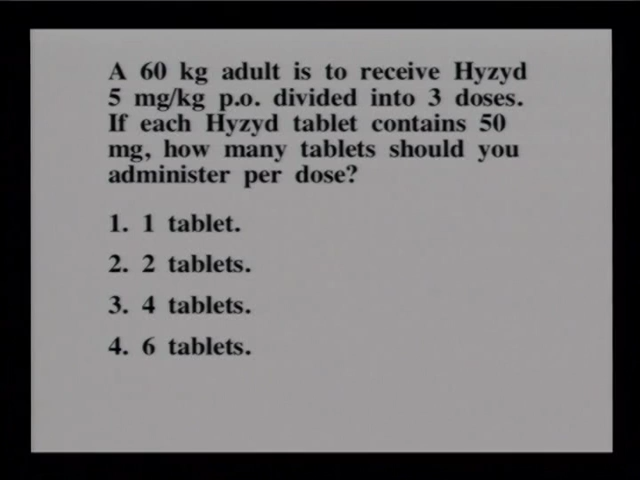 A 60 kg adult is to receive Hyzyd
5 mg/kg p.o. divided into 3 doses.
If each Hyzyd tablet contains 50
mg, how many tablets should you
administer per dose?
1. 1 tablet.
2. 2 tablets.
3. 4 tablets.
4. 6 tablets.